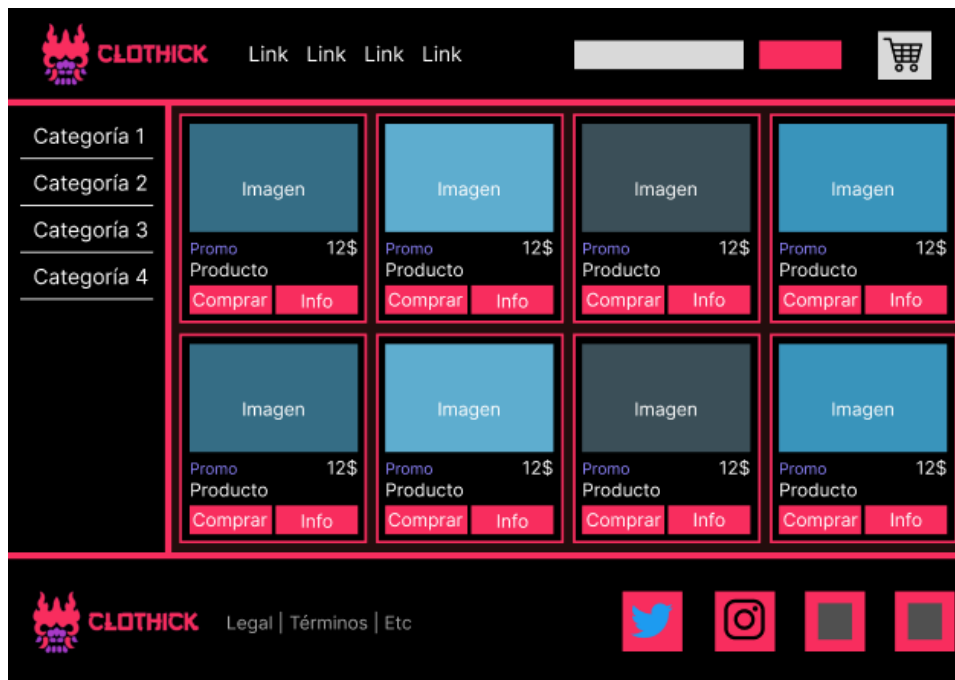 CLOTHICK Link Link Link Link
Categoría 1
Categoría 2
Categoría 3
Categoría 4
Imagen Imagen Imagen Imagen
Promo 12$ Promo 12$ Promo 12$ Promo 12$
Producto Producto Producto Producto
Comprar Info Comprar Info Comprar Info Comprar Info
Imagen Imagen Imagen Imagen
Promo 12$ Promo 12$ Promo 12$ Promo 12$
Producto Producto Producto Producto
Comprar Info Comprar Info Comprar Info Comprar Info
CLOTHICK Legal | Términos | Etc